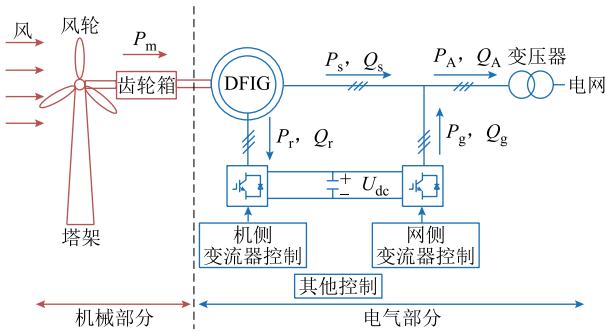 风
风轮
Pm
齿轮箱
DFIG
Ps，Qs
PA，QA
变压器
电网
Pr，Qr
Pg，Qg
+
−
Udc
塔架
机侧
变流器控制
网侧
变流器控制
其他控制
机械部分
电气部分